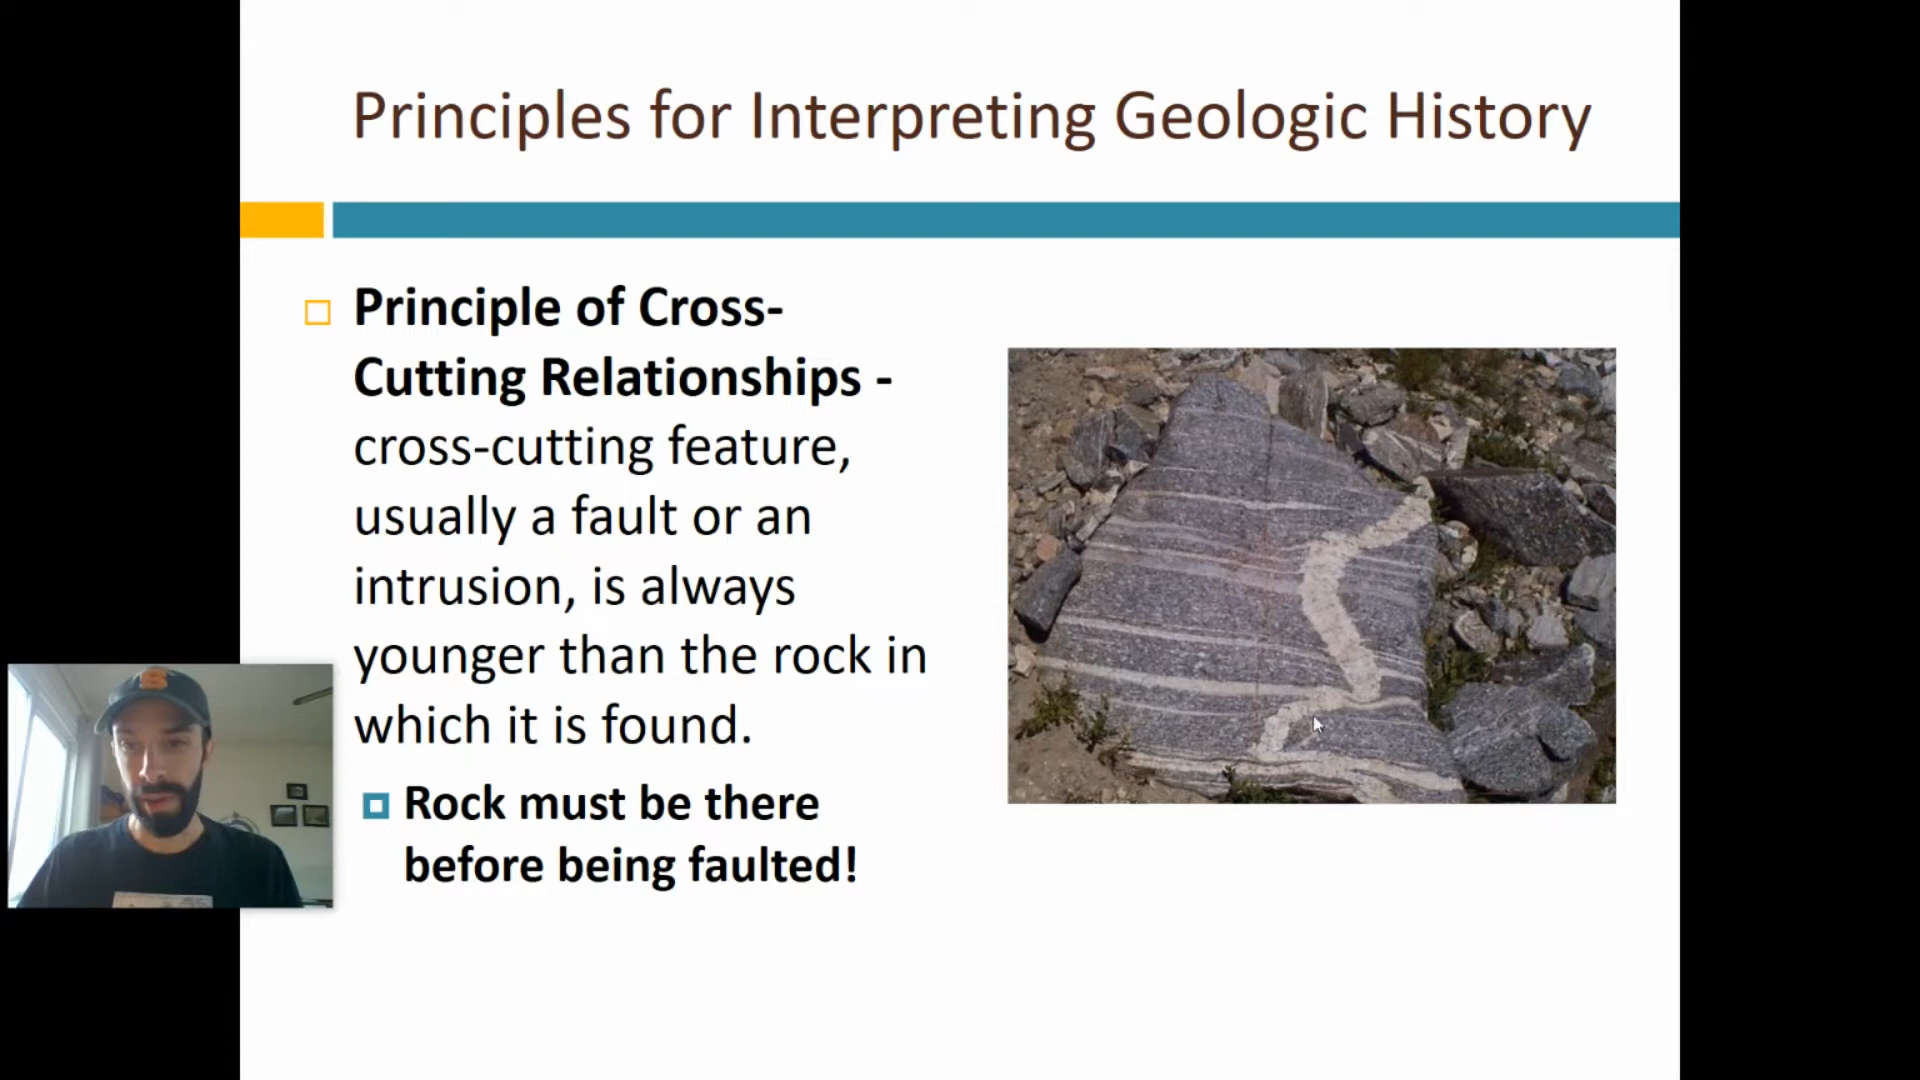 Principles for Interpreting Geologic History
Principle of Cross-
Cutting Relationships -
cross-cutting feature,
usually a fault or an
intrusion, is always
younger than the rock in
which it is found.
Rock must be there
before being faulted!